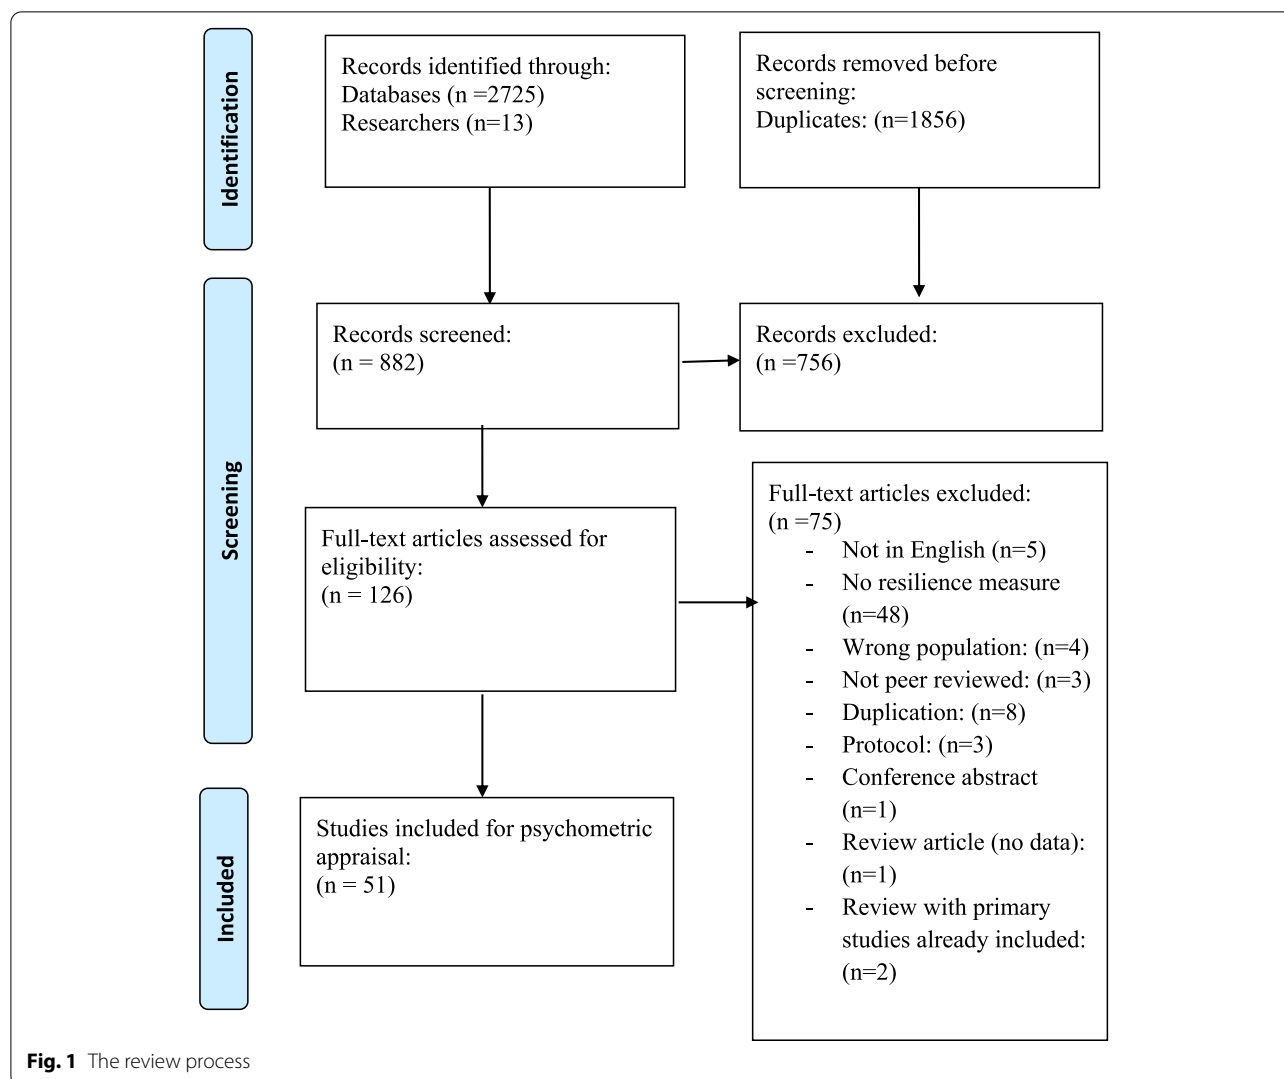 Identification
Records identified through:
Databases (n =2725)
Researchers (n=13)
Records removed before
screening:
Duplicates: (n=1856)
Screening
Records screened:
(n = 882)
Records excluded:
(n =756)
Full-text articles assessed for
eligibility:
(n = 126)
Full-text articles excluded:
(n =75)
- Not in English (n=5)
- No resilience measure
(n=48)
- Wrong population: (n=4)
- Not peer reviewed: (n=3)
- Duplication: (n=8)
- Protocol: (n=3)
- Conference abstract
(n=1)
- Review article (no data):
(n=1)
- Review with primary
studies already included:
(n=2)
Included
Studies included for psychometric
appraisal:
(n = 51)
Fig. 1 The review process